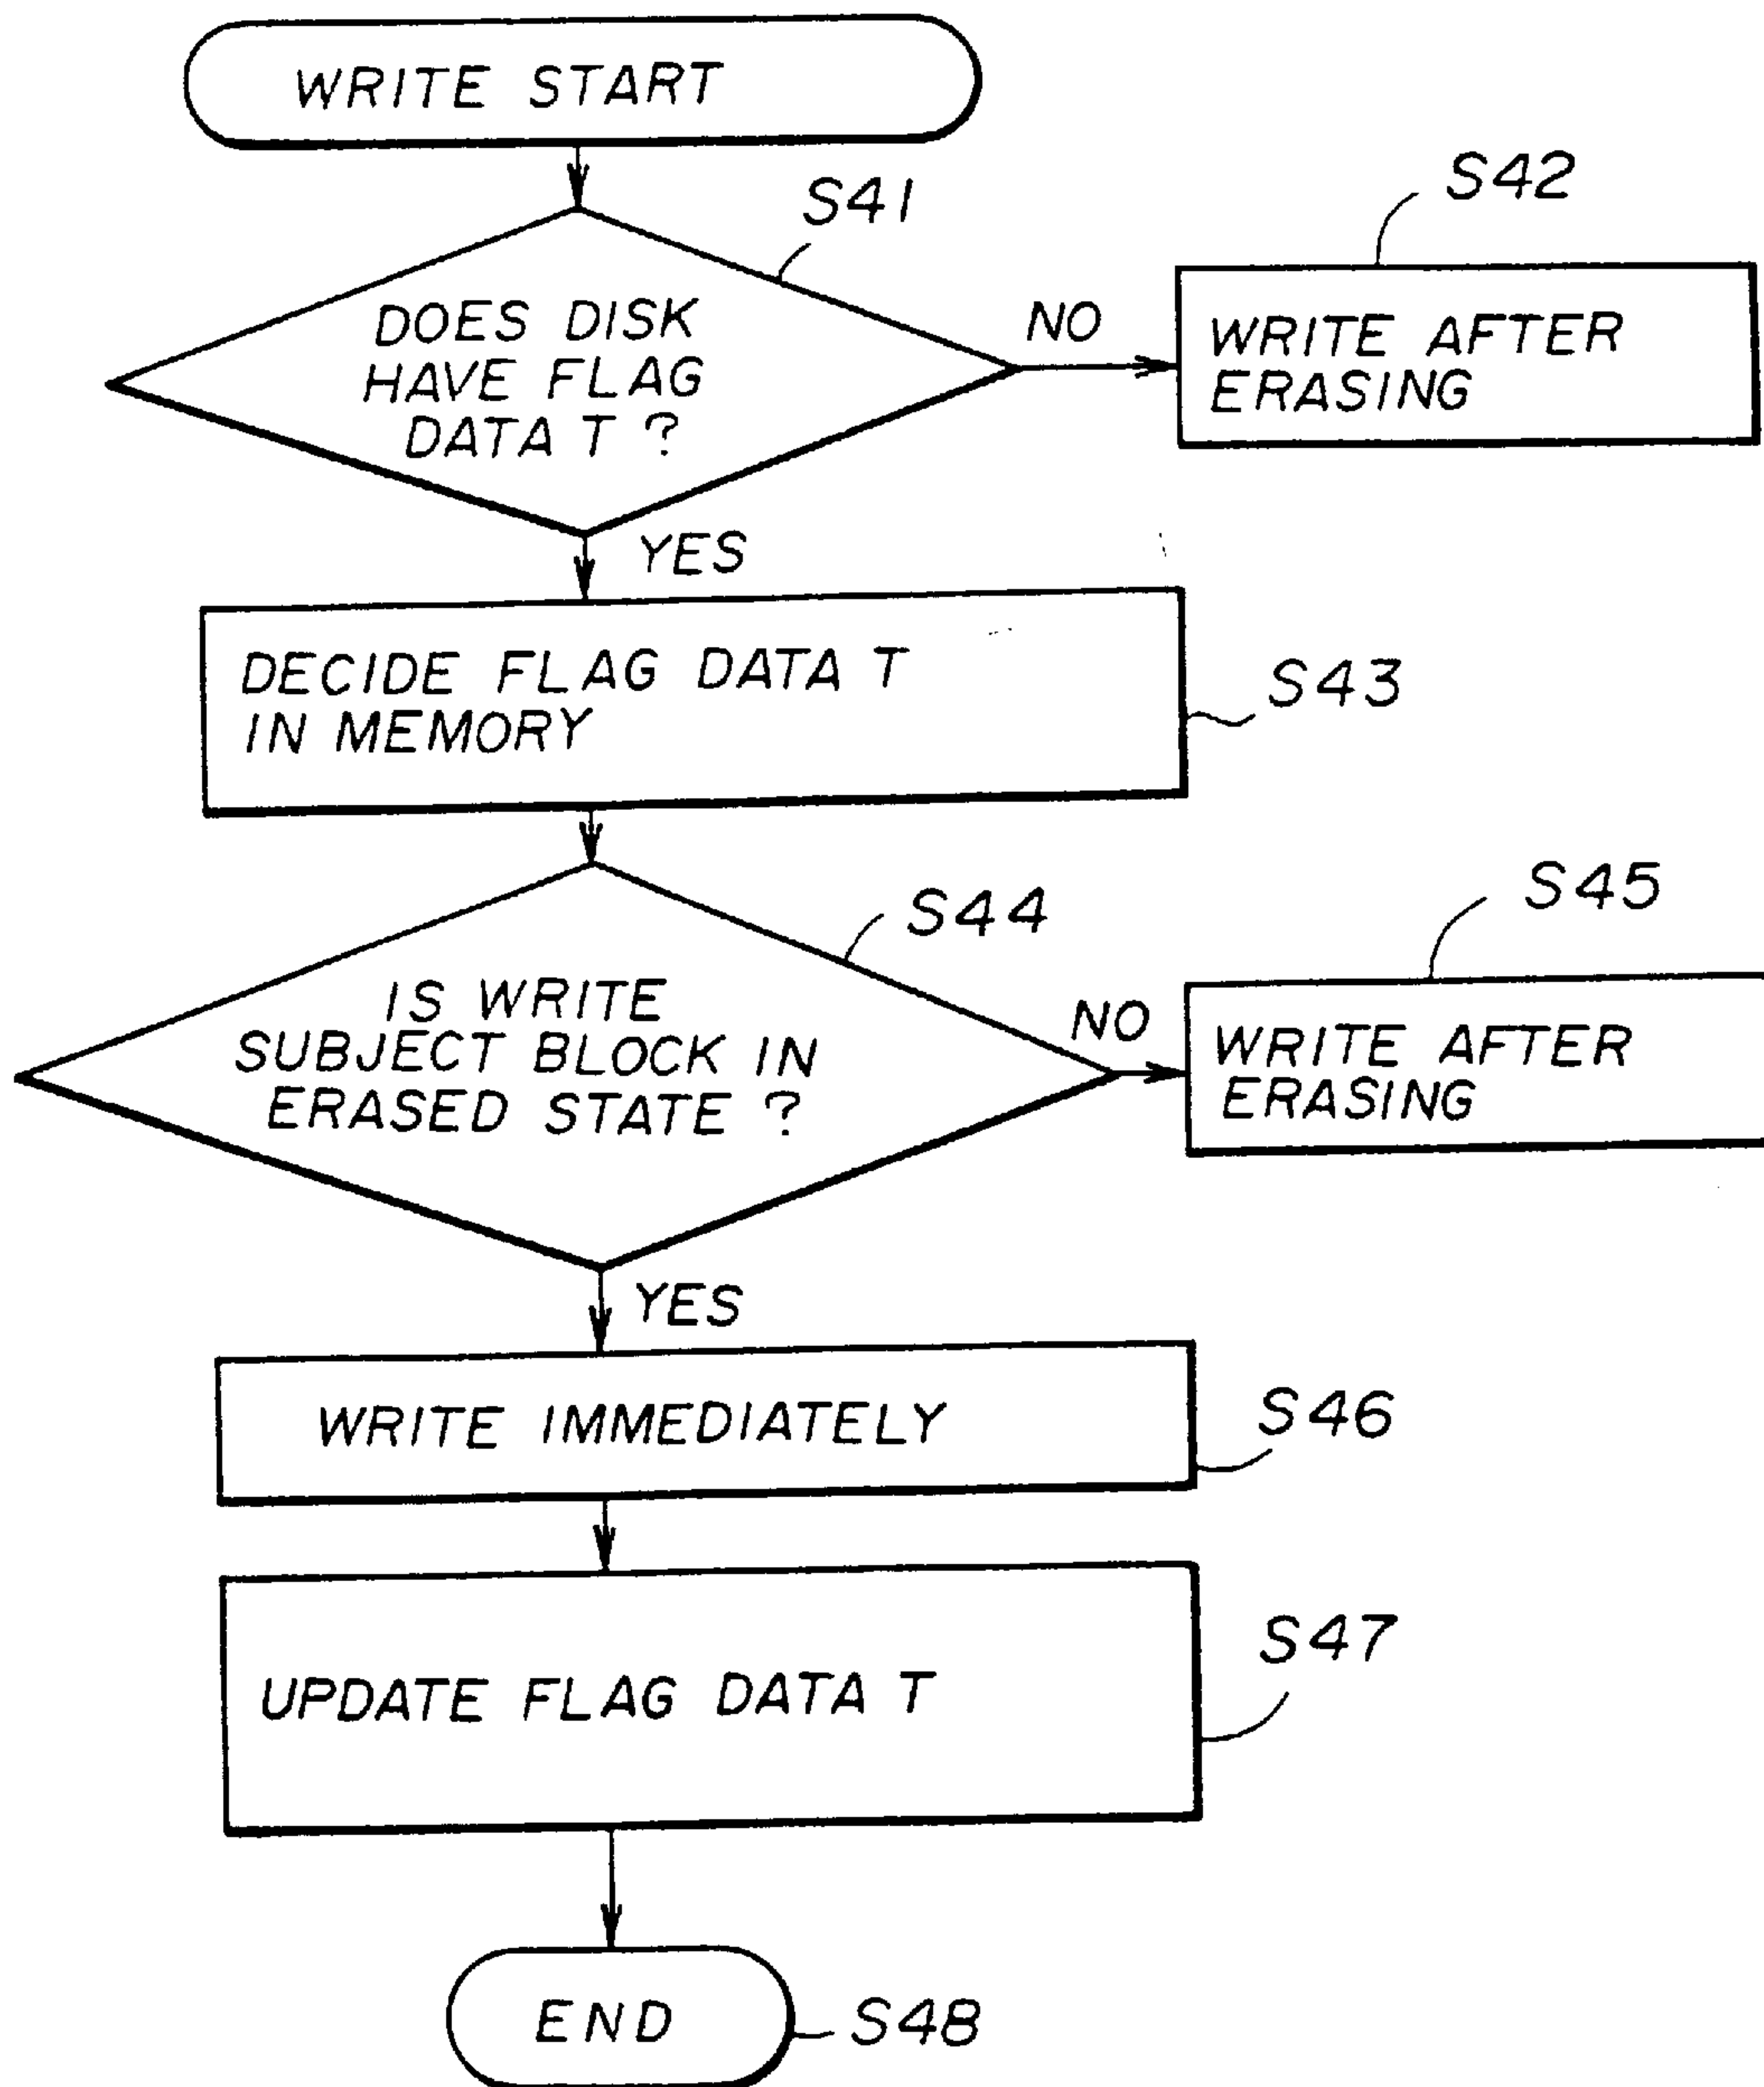 WRITE START
S41
S42
DOES DISK
HAVE FLAG
DATA T ?
NO
WRITE AFTER
ERASING
YES
DECIDE FLAG DATA T
IN MEMORY
S43
S44
S45
IS WRITE
SUBJECT BLOCK IN
ERASED STATE ?
NO
WRITE AFTER
ERASING
YES
WRITE IMMEDIATELY
S46
UPDATE FLAG DATA T
S47
END
S48